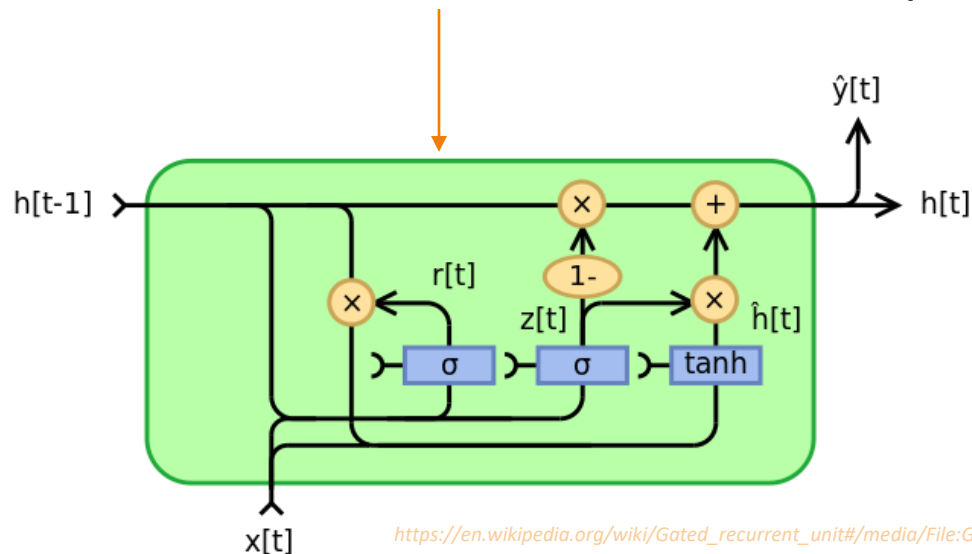 ŷ[t]
h[t-1]
×
+
h[t]
r[t]
1-
×
×
z[t]
ĥ[t]
σ
σ
tanh
x[t]
https://en.wikipedia.org/wiki/Gated_recurrent_unit#/media/File:G